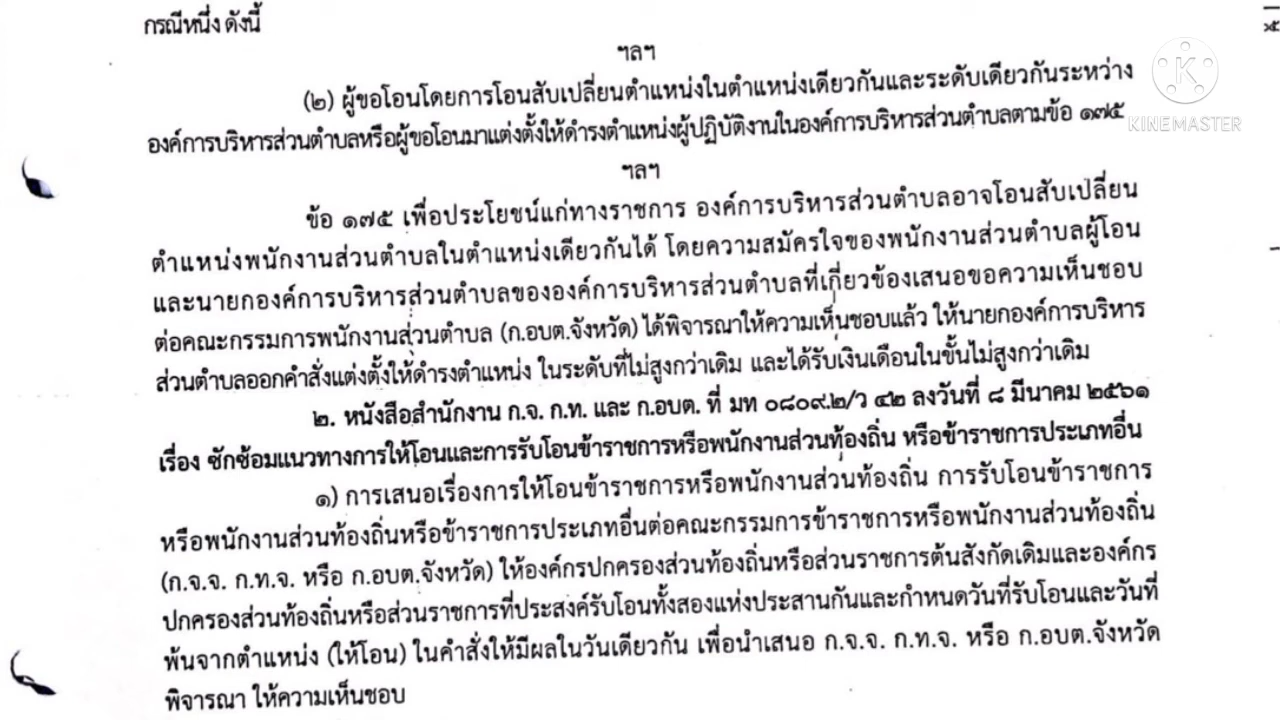 กรณีหนึ่ง ดังนี้
ฯลฯ
(๒) ผู้ขอโอนโดยการโอนสับเปลี่ยนตำแหน่งในตำแหน่งเดียวกันและระดับเดียวกันระหว่าง
องค์การบริหารส่วนตำบลหรือผู้ขอโอนมาแต่งตั้งให้ดำรงตำแหน่งผู้ปฏิบัติงานในองค์การบริหารส่วนตำบลตามข้อ ๑๗๕
KINEMASTER
ฯลฯ
ข้อ ๑๗๕ เพื่อประโยชน์แก่ทางราชการ องค์การบริหารส่วนตำบลอาจโอนสับเปลี่ยน
ตำแหน่งพนักงานส่วนตำบลในตำแหน่งเดียวกันได้ โดยความสมัครใจของพนักงานส่วนตำบลผู้โอน
และนายกองค์การบริหารส่วนตำบลขององค์การบริหารส่วนตำบลที่เกี่ยวข้องเสนอขอความเห็นชอบ
ต่อคณะกรรมการพนักงานส่วนตำบล (ก.อบต.จังหวัด) ได้พิจารณาให้ความเห็นชอบแล้ว ให้นายกองค์การบริหาร
ส่วนตำบลออกคำสั่งแต่งตั้งให้ดำรงตำแหน่ง ในระดับที่ไม่สูงกว่าเดิม และได้รับเงินเดือนในขั้นไม่สูงกว่าเดิม
๒. หนังสือสำนักงาน ก.จ. ก.ท. และ ก.อบต. ที่ มท ๐๘๐๙.๒/ว ๔๒ ลงวันที่ ๘ มีนาคม ๒๕๖๑
เรื่อง ซักซ้อมแนวทางการให้โอนและการรับโอนข้าราชการหรือพนักงานส่วนท้องถิ่น หรือข้าราชการประเภทอื่น
๑) การเสนอเรื่องการให้โอนข้าราชการหรือพนักงานส่วนท้องถิ่น การรับโอนข้าราชการ
หรือพนักงานส่วนท้องถิ่นหรือข้าราชการประเภทอื่นต่อคณะกรรมการข้าราชการหรือพนักงานส่วนท้องถิ่น
(ก.จ.จ. ก.ท.จ. หรือ ก.อบต.จังหวัด) ให้องค์กรปกครองส่วนท้องถิ่นหรือส่วนราชการต้นสังกัดเดิมและองค์กร
ปกครองส่วนท้องถิ่นหรือส่วนราชการที่ประสงค์รับโอนทั้งสองแห่งประสานกันและกำหนดวันที่รับโอนและวันที่
พ้นจากตำแหน่ง (ให้โอน) ในคำสั่งให้มีผลในวันเดียวกัน เพื่อนำเสนอ ก.จ.จ. ก.ท.จ. หรือ ก.อบต.จังหวัด
พิจารณา ให้ความเห็นชอบ